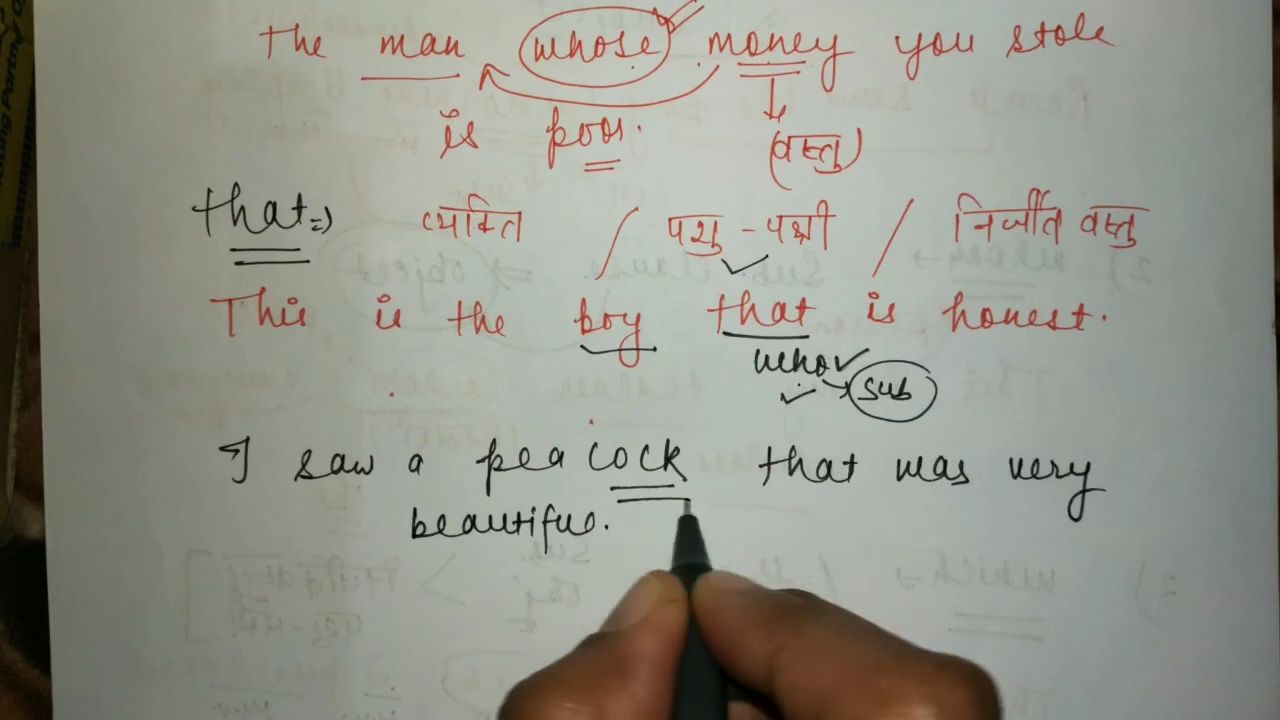 The man whose money you stole
is poor.
(वस्तु)
that => व्यक्ति / पशु - पक्षी / निर्जीव वस्तु
This is the boy that is honest.
who
sub
I saw a peacock that was very
beautiful.